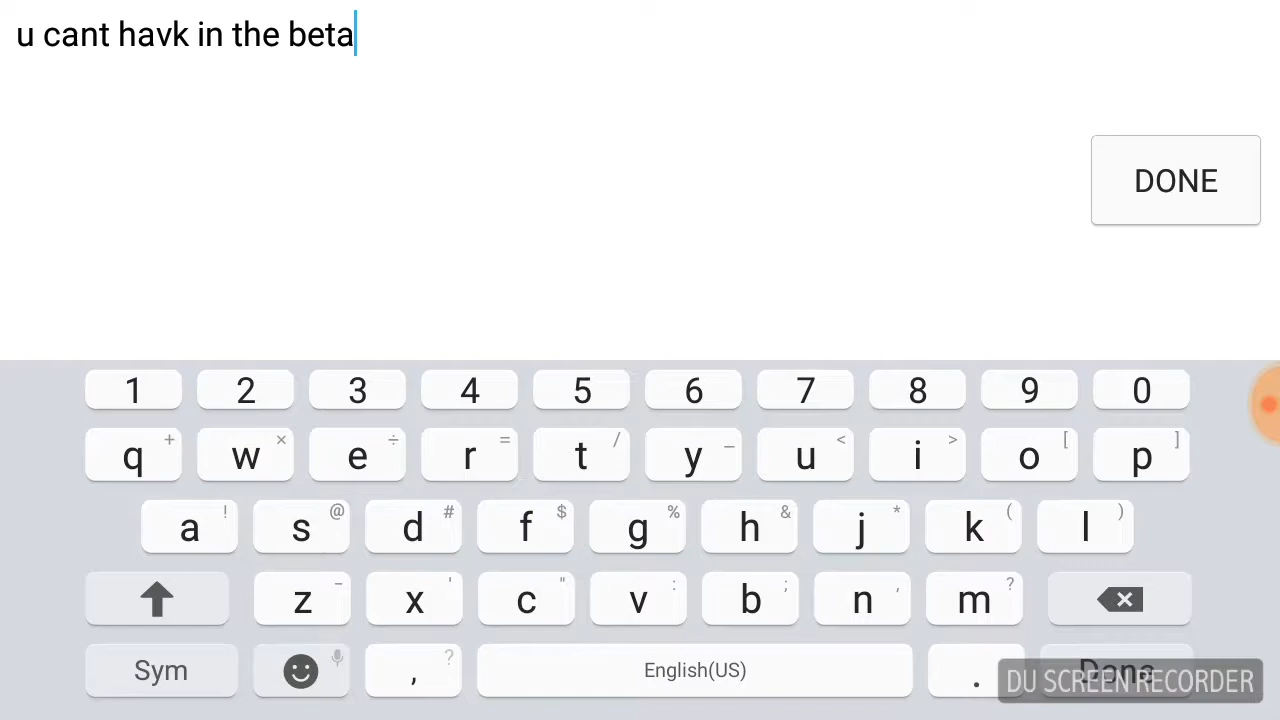 u cant havk in the beta
DONE
1 2 3 4 5 6 7 8 9 0
q + w × e ÷ r = t / y _ u < i > o [ p ]
a ! s @ d # f $ g % h & j * k ( l )
z - x ' c " v : b ; n , m ?
Sym , ? English(US) . Done
DU SCREEN RECORDER